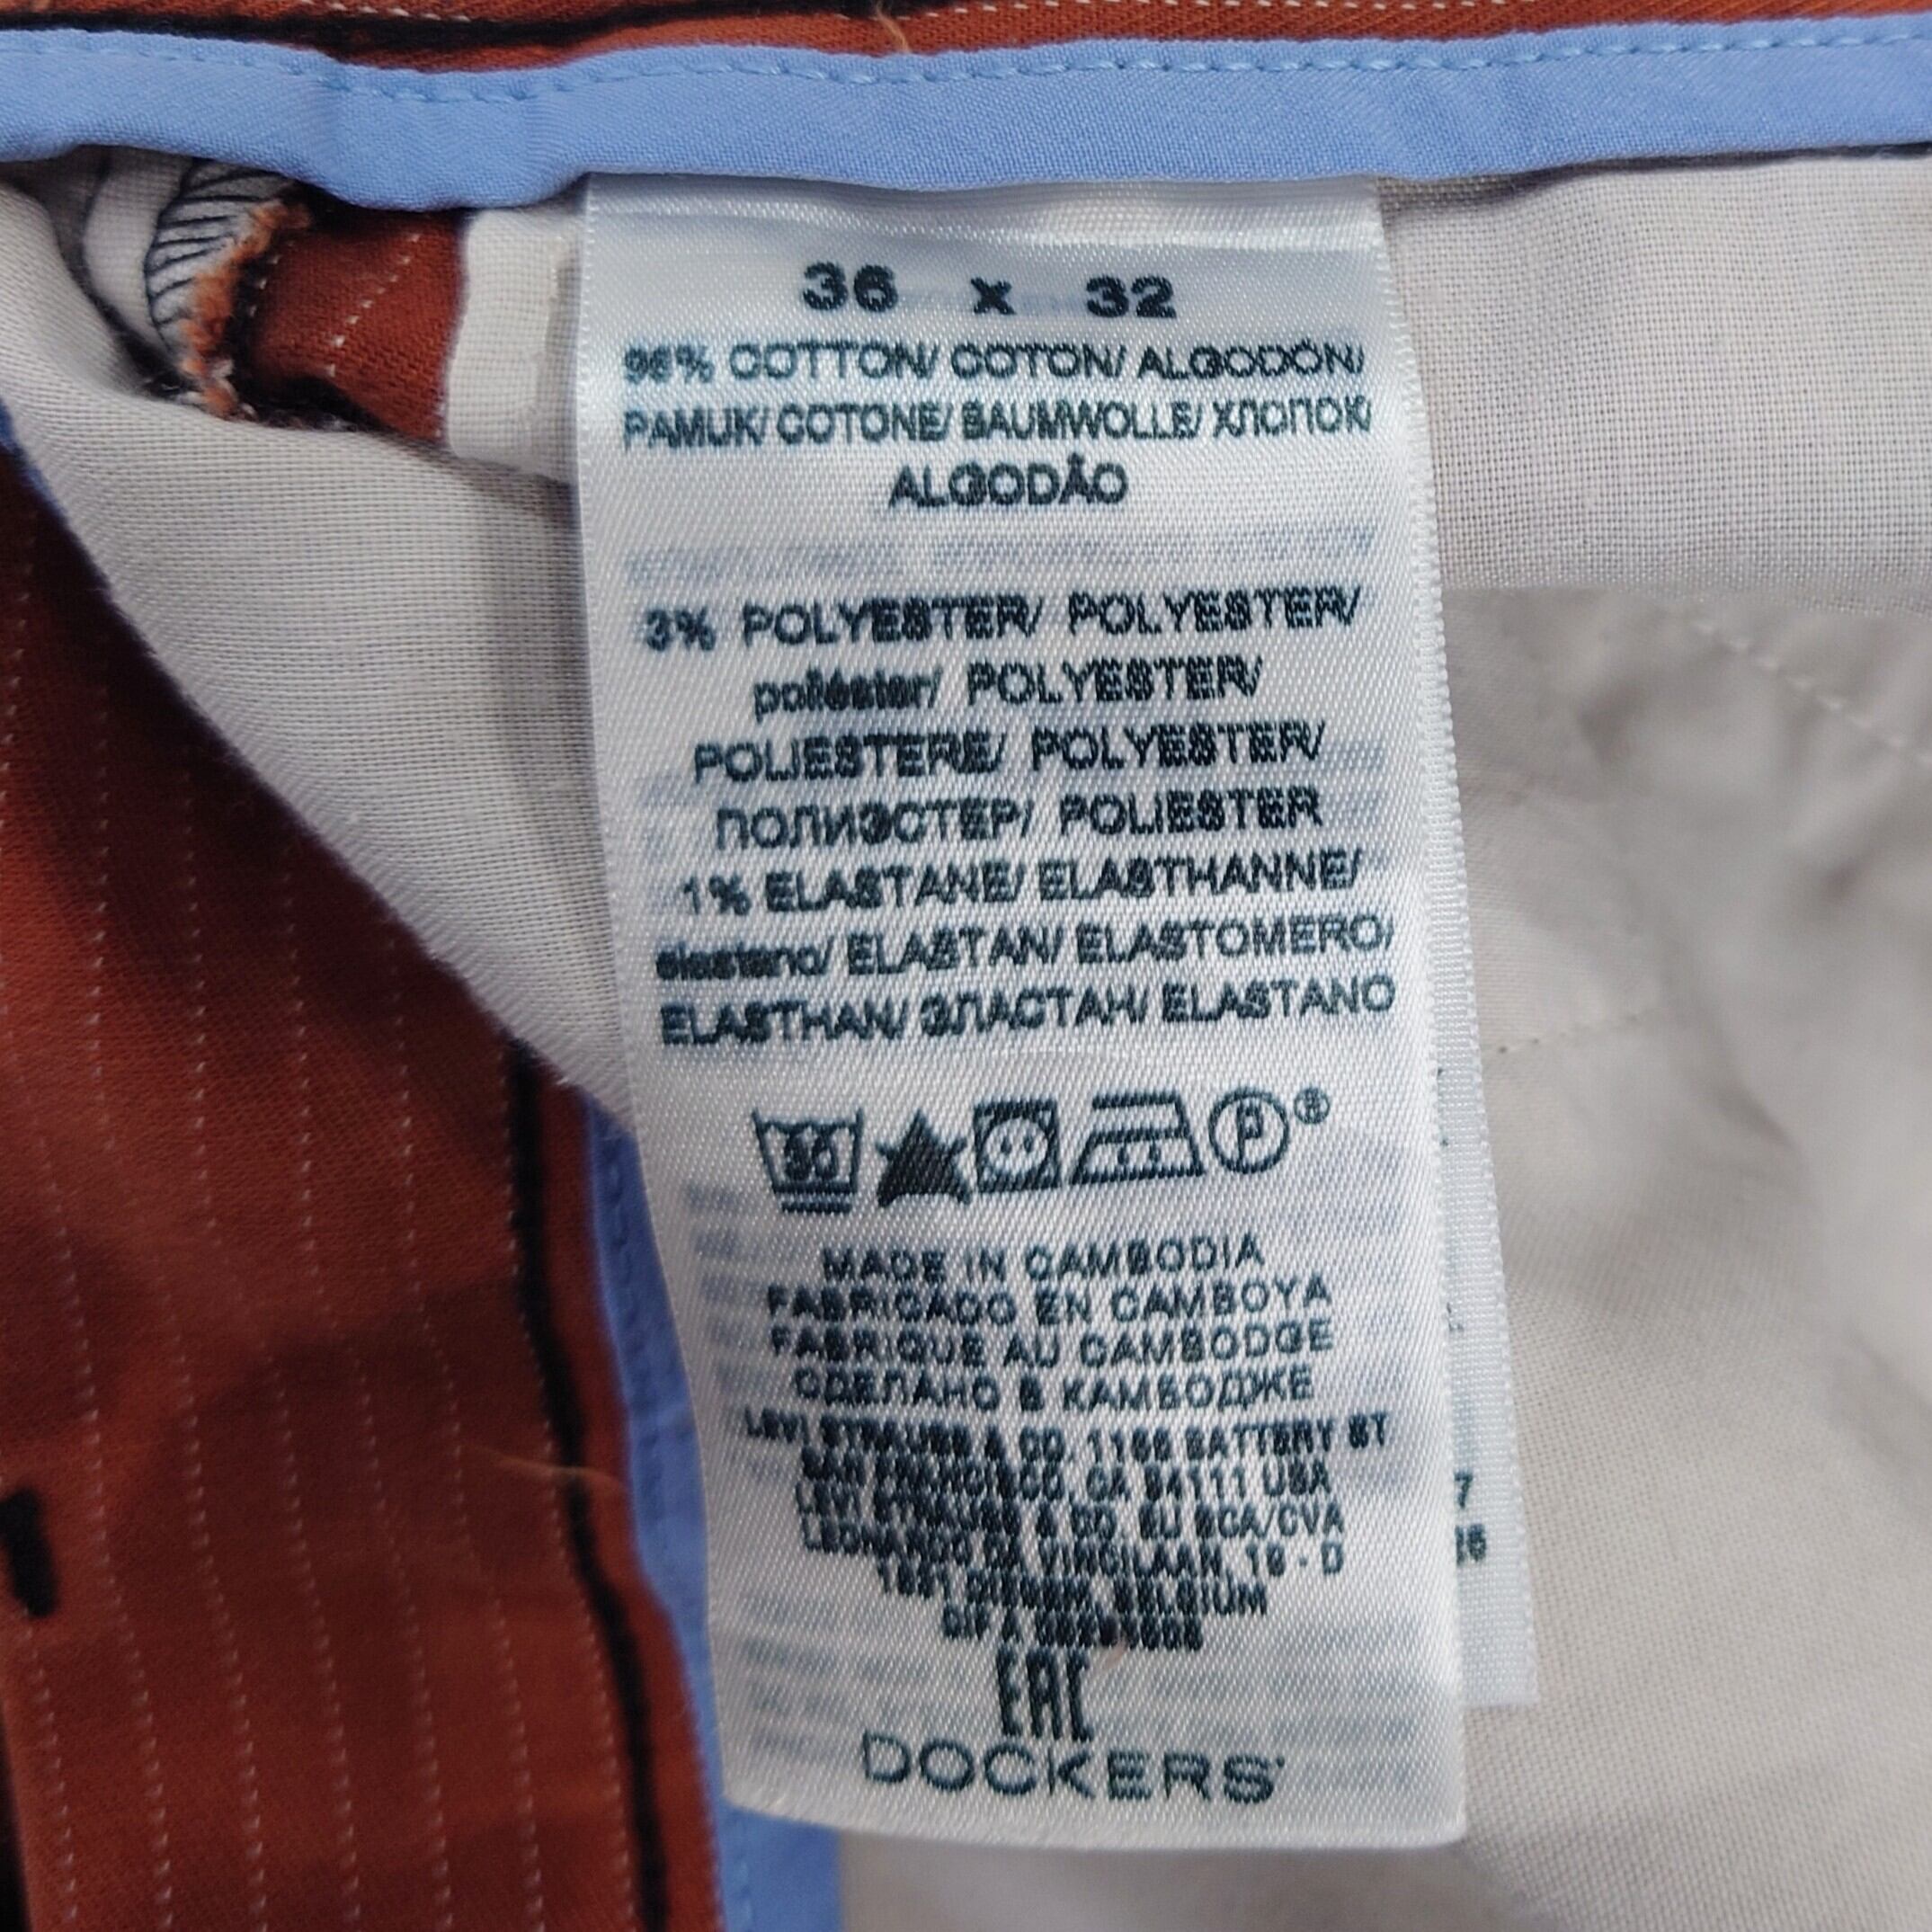 36 x 32
96% COTTON/ COTON/ ALGODÓN/
PAMUK/ COTONE/ BAUMWOLLE/ ХЛОПОК/
ALGODÃO
3% POLYESTER/ POLYESTER/
poliéster/ POLYESTER/
POLIESTERE/ POLYESTER/
ПОЛИЭСТЕР/ POLIESTER
1% ELASTANE/ ELASTHANNE/
elastano/ ELASTAN/ ELASTOMERO/
ELASTHAN/ ЭЛАСТАН/ ELASTANO
30 P ®
MADE IN CAMBODIA
FABRICADO EN CAMBOYA
FABRIQUE AU CAMBODGE
СДЕЛАНО В КАМБОДЖЕ
LEVI STRAUSS & CO. 1155 BATTERY ST
SAN FRANCISCO, CA 94111 USA
LEVI STRAUSS & CO. EU SCA/CVA
LEONARDO DA VINCILAAN, 19 - D
1831 DIEGEM, BELGIUM
EAC
DOCKERS®